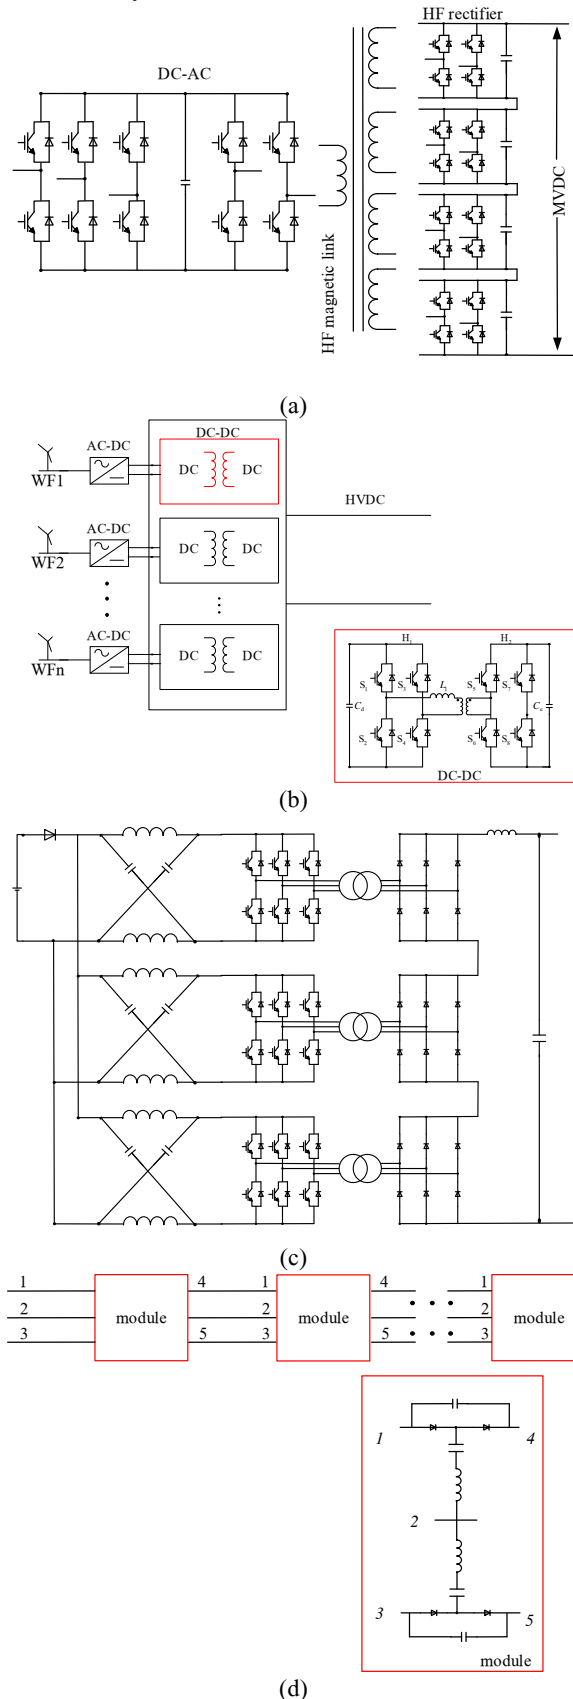 HF rectifier
DC-AC
HF magnetic link
MVDC
(a)
DC-DC
AC-DC
WF1
DC DC
HVDC
AC-DC
WF2
DC DC
AC-DC
WFn
DC DC
H1
S1 S3 L1 S5 S7
Cd
S2 S4 S6 S8
DC-DC
(b)
(c)
1 4 1 4 1
2 module 2 module 2 module
3 5 3 5 3
1 4
2
3 5
module
(d)